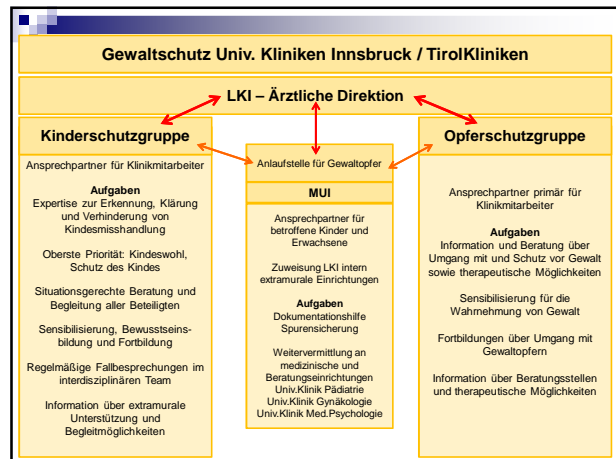 Gewaltschutz Univ. Kliniken Innsbruck / TirolKliniken
LKI – Ärztliche Direktion
Kinderschutzgruppe
Ansprechpartner für Klinikmitarbeiter
Aufgaben
Expertise zur Erkennung, Klärung
und Verhinderung von
Kindesmisshandlung
Oberste Priorität: Kindeswohl,
Schutz des Kindes
Situationsgerechte Beratung und
Begleitung aller Beteiligten
Sensibilisierung, Bewusstseins-
bildung und Fortbildung
Regelmäßige Fallbesprechungen im
interdisziplinären Team
Information über extramurale
Unterstützung und
Begleitmöglichkeiten
Anlaufstelle für Gewaltopfer
MUI
Ansprechpartner für
betroffene Kinder und
Erwachsene
Zuweisung LKI intern
extramurale Einrichtungen
Aufgaben
Dokumentationshilfe
Spurensicherung
Weitervermittlung an
medizinische und
Beratungseinrichtungen
Univ.Klinik Pädiatrie
Univ.Klinik Gynäkologie
Univ.Klinik Med.Psychologie
Opferschutzgruppe
Ansprechpartner primär für
Klinikmitarbeiter
Aufgaben
Information und Beratung über
Umgang mit und Schutz vor Gewalt
sowie therapeutische Möglichkeiten
Sensibilisierung für die
Wahrnehmung von Gewalt
Fortbildungen über Umgang mit
Gewaltopfern
Information über Beratungsstellen
und therapeutische Möglichkeiten